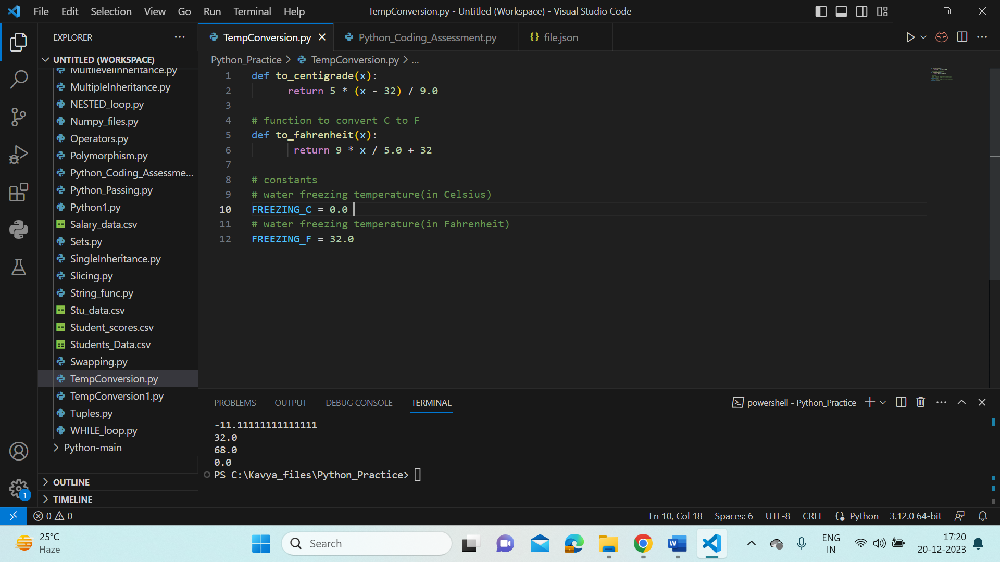 File Edit Selection View Go Run Terminal Help
TempConversion.py - Untitled (Workspace) - Visual Studio Code
EXPLORER
TempConversion.py
Python_Coding_Assessment.py
{} file.json
UNTITLED (WORKSPACE)
Python_Practice > TempConversion.py > ...
MultilevelInheritance.py
MultipleInheritance.py
NESTED_loop.py
Numpy_files.py
Operators.py
Polymorphism.py
Python_Coding_Assessme...
Python_Passing.py
Python1.py
Salary_data.csv
Sets.py
SingleInheritance.py
Slicing.py
String_func.py
Stu_data.csv
Student_scores.csv
Students_Data.csv
Swapping.py
TempConversion.py
TempConversion1.py
Tuples.py
WHILE_loop.py
> Python-main
OUTLINE
TIMELINE
1 def to_centigrade(x):
2 return 5 * (x - 32) / 9.0
3
4 # function to convert C to F
5 def to_fahrenheit(x):
6 return 9 * x / 5.0 + 32
7
8 # constants
9 # water freezing temperature(in Celsius)
10 FREEZING_C = 0.0
11 # water freezing temperature(in Fahrenheit)
12 FREEZING_F = 32.0
PROBLEMS OUTPUT DEBUG CONSOLE TERMINAL
powershell - Python_Practice
-11.11111111111111
32.0
68.0
0.0
PS C:\Kavya_files\Python_Practice>
1
0 0
Ln 10, Col 18 Spaces: 6 UTF-8 CRLF {} Python 3.12.0 64-bit
25°C
Haze
Search
ENG
IN
17:20
20-12-2023